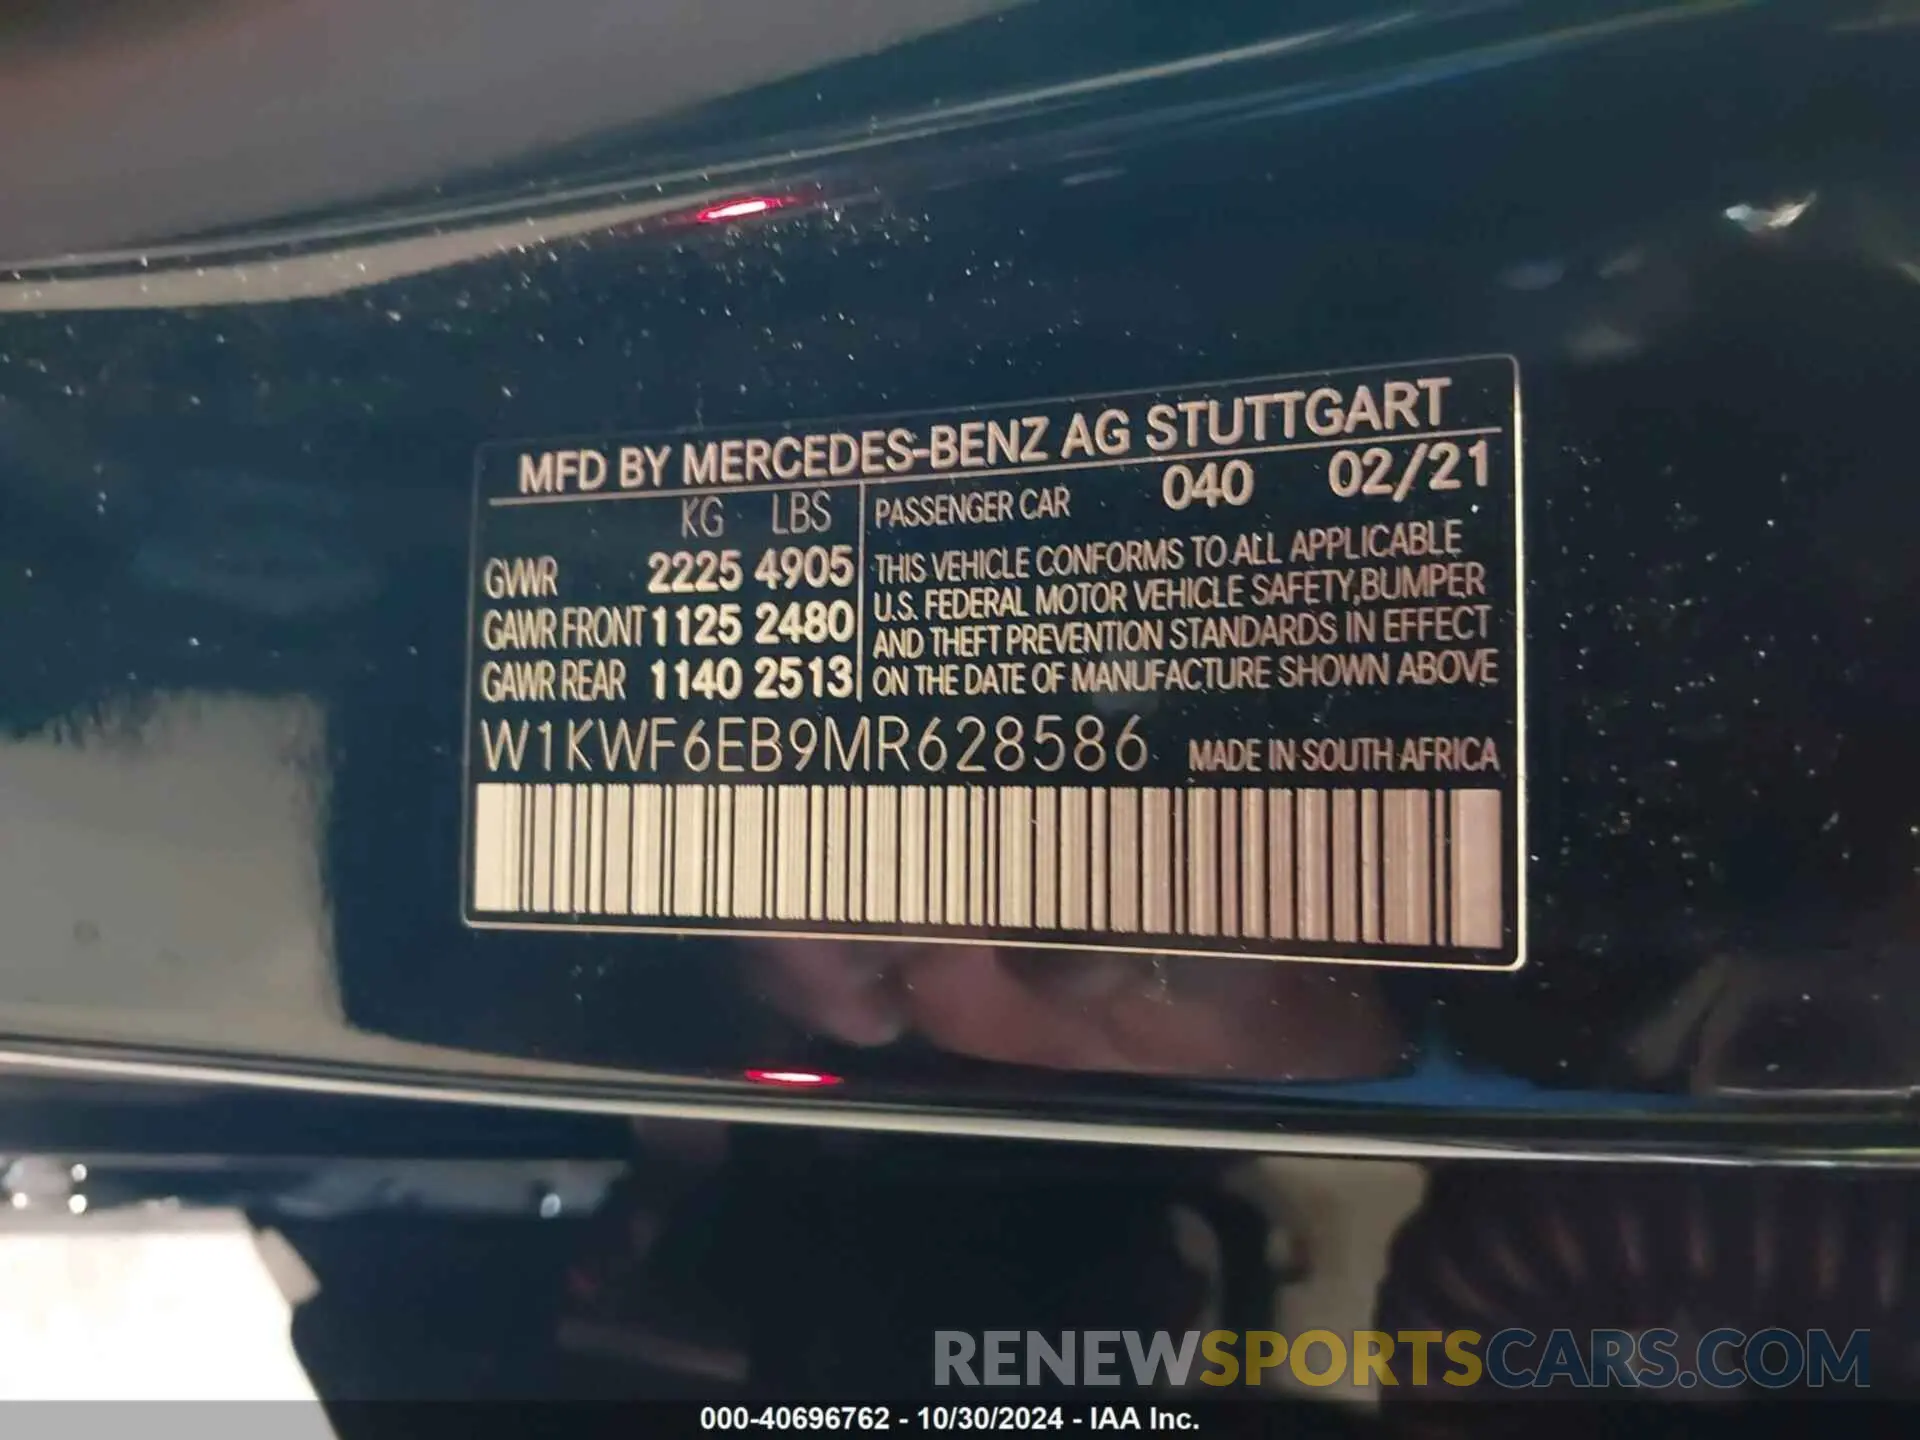 MFD BY MERCEDES-BENZ AG STUTTGART
KG LBS
GVWR 2225 4905
GAWR FRONT 1125 2480
GAWR REAR 1140 2513
PASSENGER CAR 040 02/21
THIS VEHICLE CONFORMS TO ALL APPLICABLE
U.S. FEDERAL MOTOR VEHICLE SAFETY,BUMPER
AND THEFT PREVENTION STANDARDS IN EFFECT
ON THE DATE OF MANUFACTURE SHOWN ABOVE
W1KWF6EB9MR628586 MADE IN SOUTH AFRICA
RENEWSPORTSCARS.COM
000-40696762 - 10/30/2024 - IAA Inc.